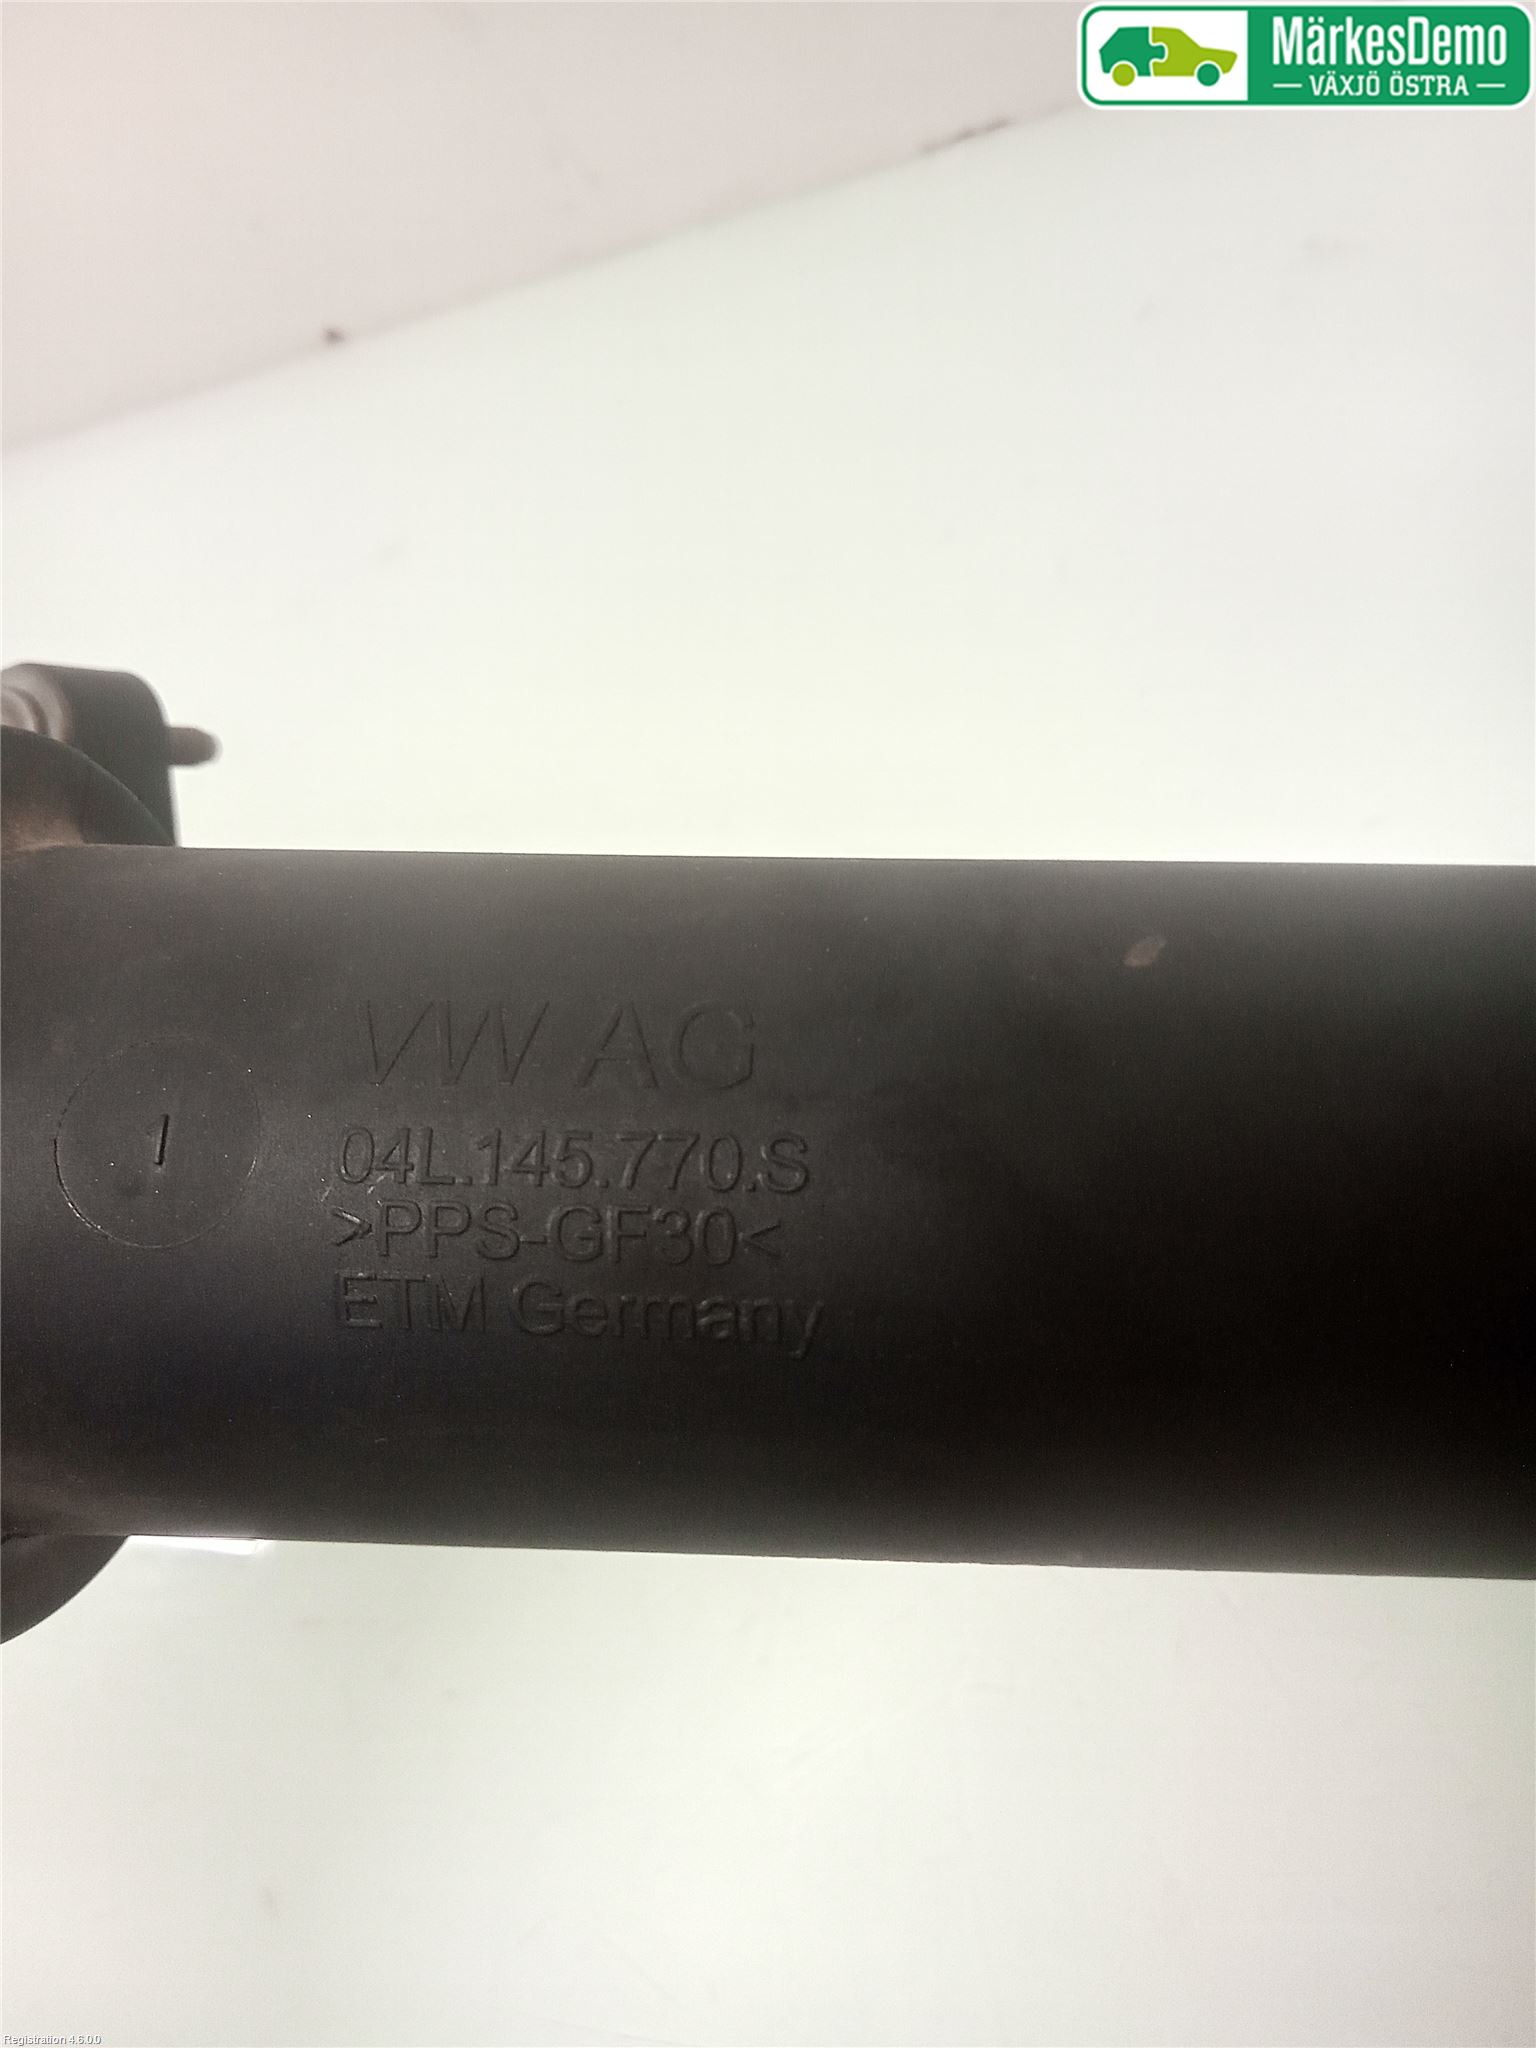 MärkesDemo
VÄXJÖ ÖSTRA
VW AG
1
04L.145.770.S
>PPS-GF30<
ETM Germany
Registration 4.6.0.0